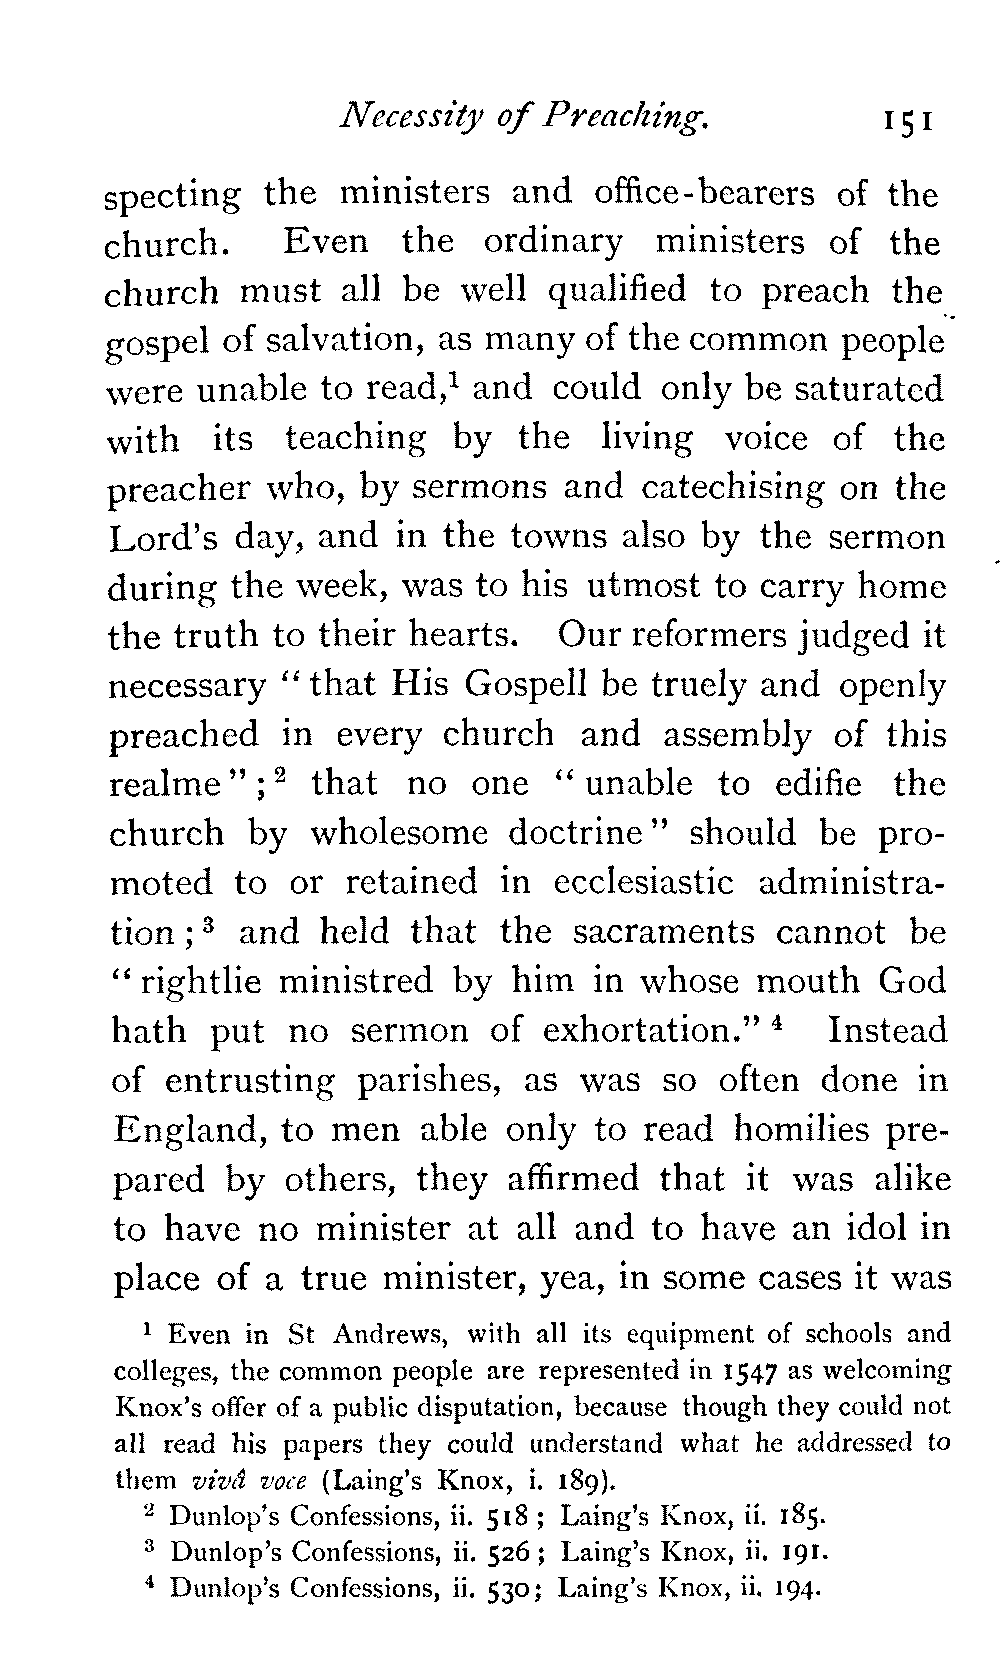 Necessity of Preaching. 151
specting the ministers and office-bearers of the
church. Even the ordinary ministers of the
church must all be well qualified to preach the
gospel of salvation, as many of the common people
were unable to read,¹ and could only be saturated
with its teaching by the living voice of the
preacher who, by sermons and catechising on the
Lord's day, and in the towns also by the sermon
during the week, was to his utmost to carry home
the truth to their hearts. Our reformers judged it
necessary “that His Gospell be truely and openly
preached in every church and assembly of this
realme”;² that no one “unable to edifie the
church by wholesome doctrine” should be pro-
moted to or retained in ecclesiastic administra-
tion;³ and held that the sacraments cannot be
“rightlie ministred by him in whose mouth God
hath put no sermon of exhortation.”⁴ Instead
of entrusting parishes, as was so often done in
England, to men able only to read homilies pre-
pared by others, they affirmed that it was alike
to have no minister at all and to have an idol in
place of a true minister, yea, in some cases it was
¹ Even in St Andrews, with all its equipment of schools and
colleges, the common people are represented in 1547 as welcoming
Knox's offer of a public disputation, because though they could not
all read his papers they could understand what he addressed to
them vivâ voce (Laing's Knox, i. 189).
² Dunlop's Confessions, ii. 518; Laing's Knox, ii. 185.
³ Dunlop's Confessions, ii. 526; Laing's Knox, ii. 191.
⁴ Dunlop's Confessions, ii. 530; Laing's Knox, ii. 194.